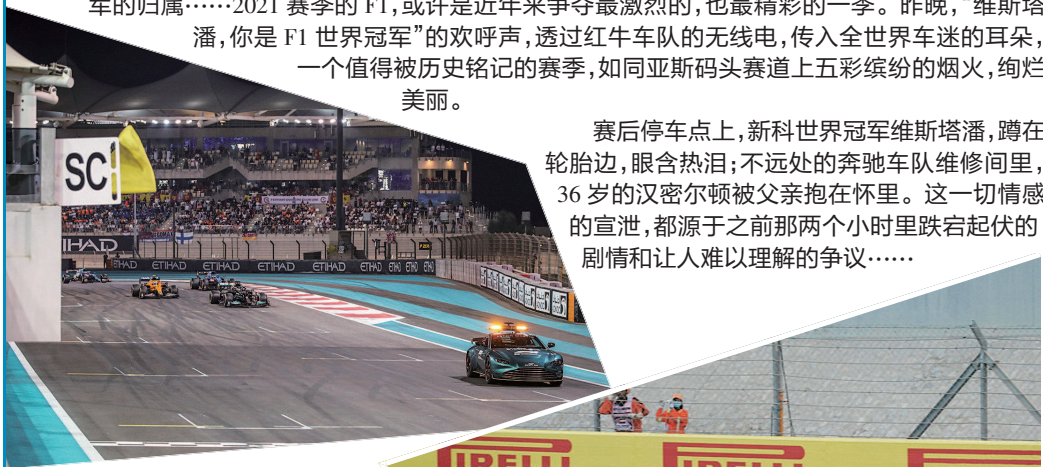 军的归属……2021 赛季的 F1,或许是近年来争夺最激烈的,也最精彩的一季。昨晚,“维斯塔
潘,你是 F1 世界冠军”的欢呼声,透过红牛车队的无线电,传入全世界车迷的耳朵,
一个值得被历史铭记的赛季,如同亚斯码头赛道上五彩缤纷的烟火,绚烂
美丽。
赛后停车点上,新科世界冠军维斯塔潘,蹲在
轮胎边,眼含热泪;不远处的奔驰车队维修间里,
36 岁的汉密尔顿被父亲抱在怀里。这一切情感
的宣泄,都源于之前那两个小时里跌宕起伏的
剧情和让人难以理解的争议……
SC
IHAD
ETIHAD ETIHAD ETIHAD ETIHAD ETIHAD ETIHAD ETIHAD
PIRELLI PIRELLI